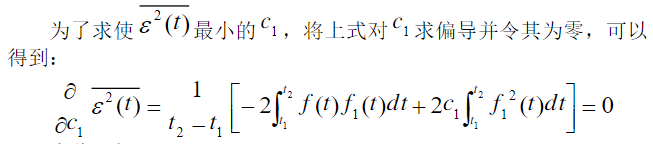 为了求使 $\overline{\varepsilon^2(t)}$ 最小的 $c_1$，将上式对 $c_1$ 求偏导并令其为零，可以
得到：
$\frac{\partial}{\partial c_1} \overline{\varepsilon^2(t)} = \frac{1}{t_2 - t_1} \left[ -2\int_{t_1}^{t_2} f(t) f_1(t) dt + 2c_1 \int_{t_1}^{t_2} f_1^2(t) dt \right] = 0$